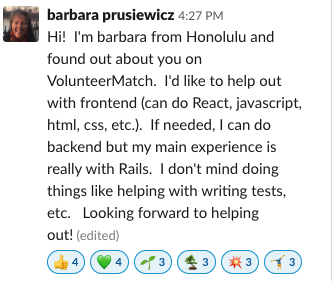 barbara prusiewicz 4:27 PM
Hi!  I'm barbara from Honolulu and
found out about you on
VolunteerMatch.  I'd like to help out
with frontend (can do React, javascript,
html, css, etc.).  If needed, I can do
backend but my main experience is
really with Rails.  I don't mind doing
things like helping with writing tests,
etc.   Looking forward to helping
out! (edited)
👍 4 💚 4 🌱 3 🌲 3 💥 3 🤸 3